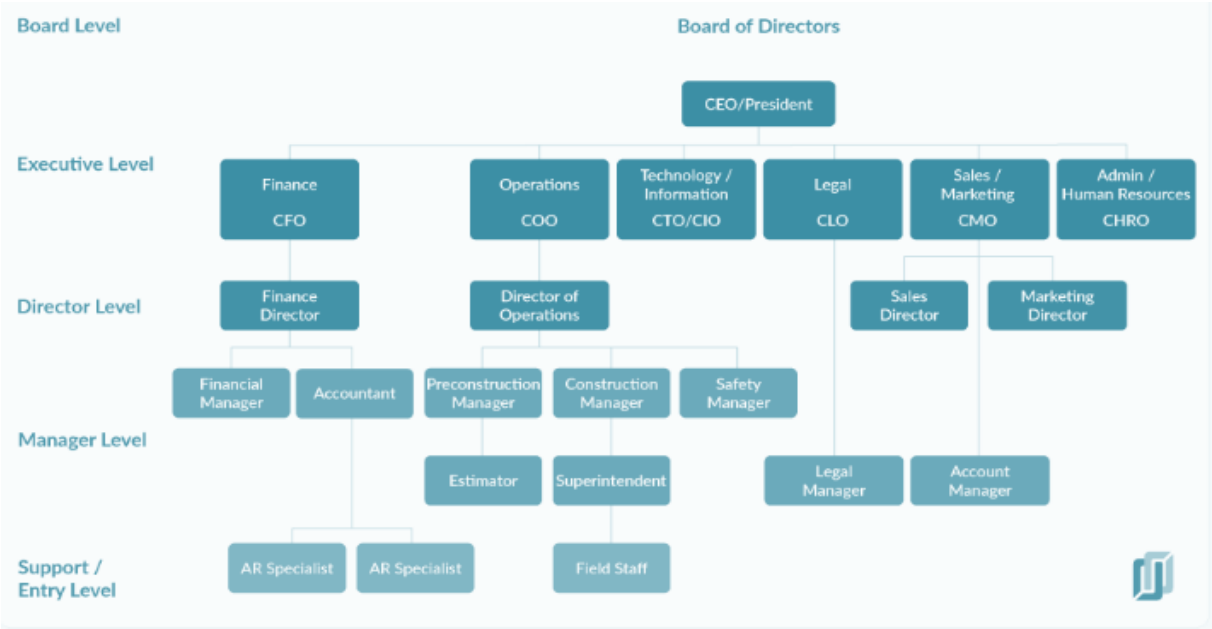 Board Level
Board of Directors
CEO/President
Executive Level
Finance
CFO
Operations
COO
Technology /
Information
CTO/CIO
Legal
CLO
Sales /
Marketing
CMO
Admin /
Human Resources
CHRO
Director Level
Finance
Director
Director of
Operations
Sales
Director
Marketing
Director
Manager Level
Financial
Manager
Accountant
Preconstruction
Manager
Construction
Manager
Safety
Manager
Estimator
Superintendent
Legal
Manager
Account
Manager
Support /
Entry Level
AR Specialist
AR Specialist
Field Staff